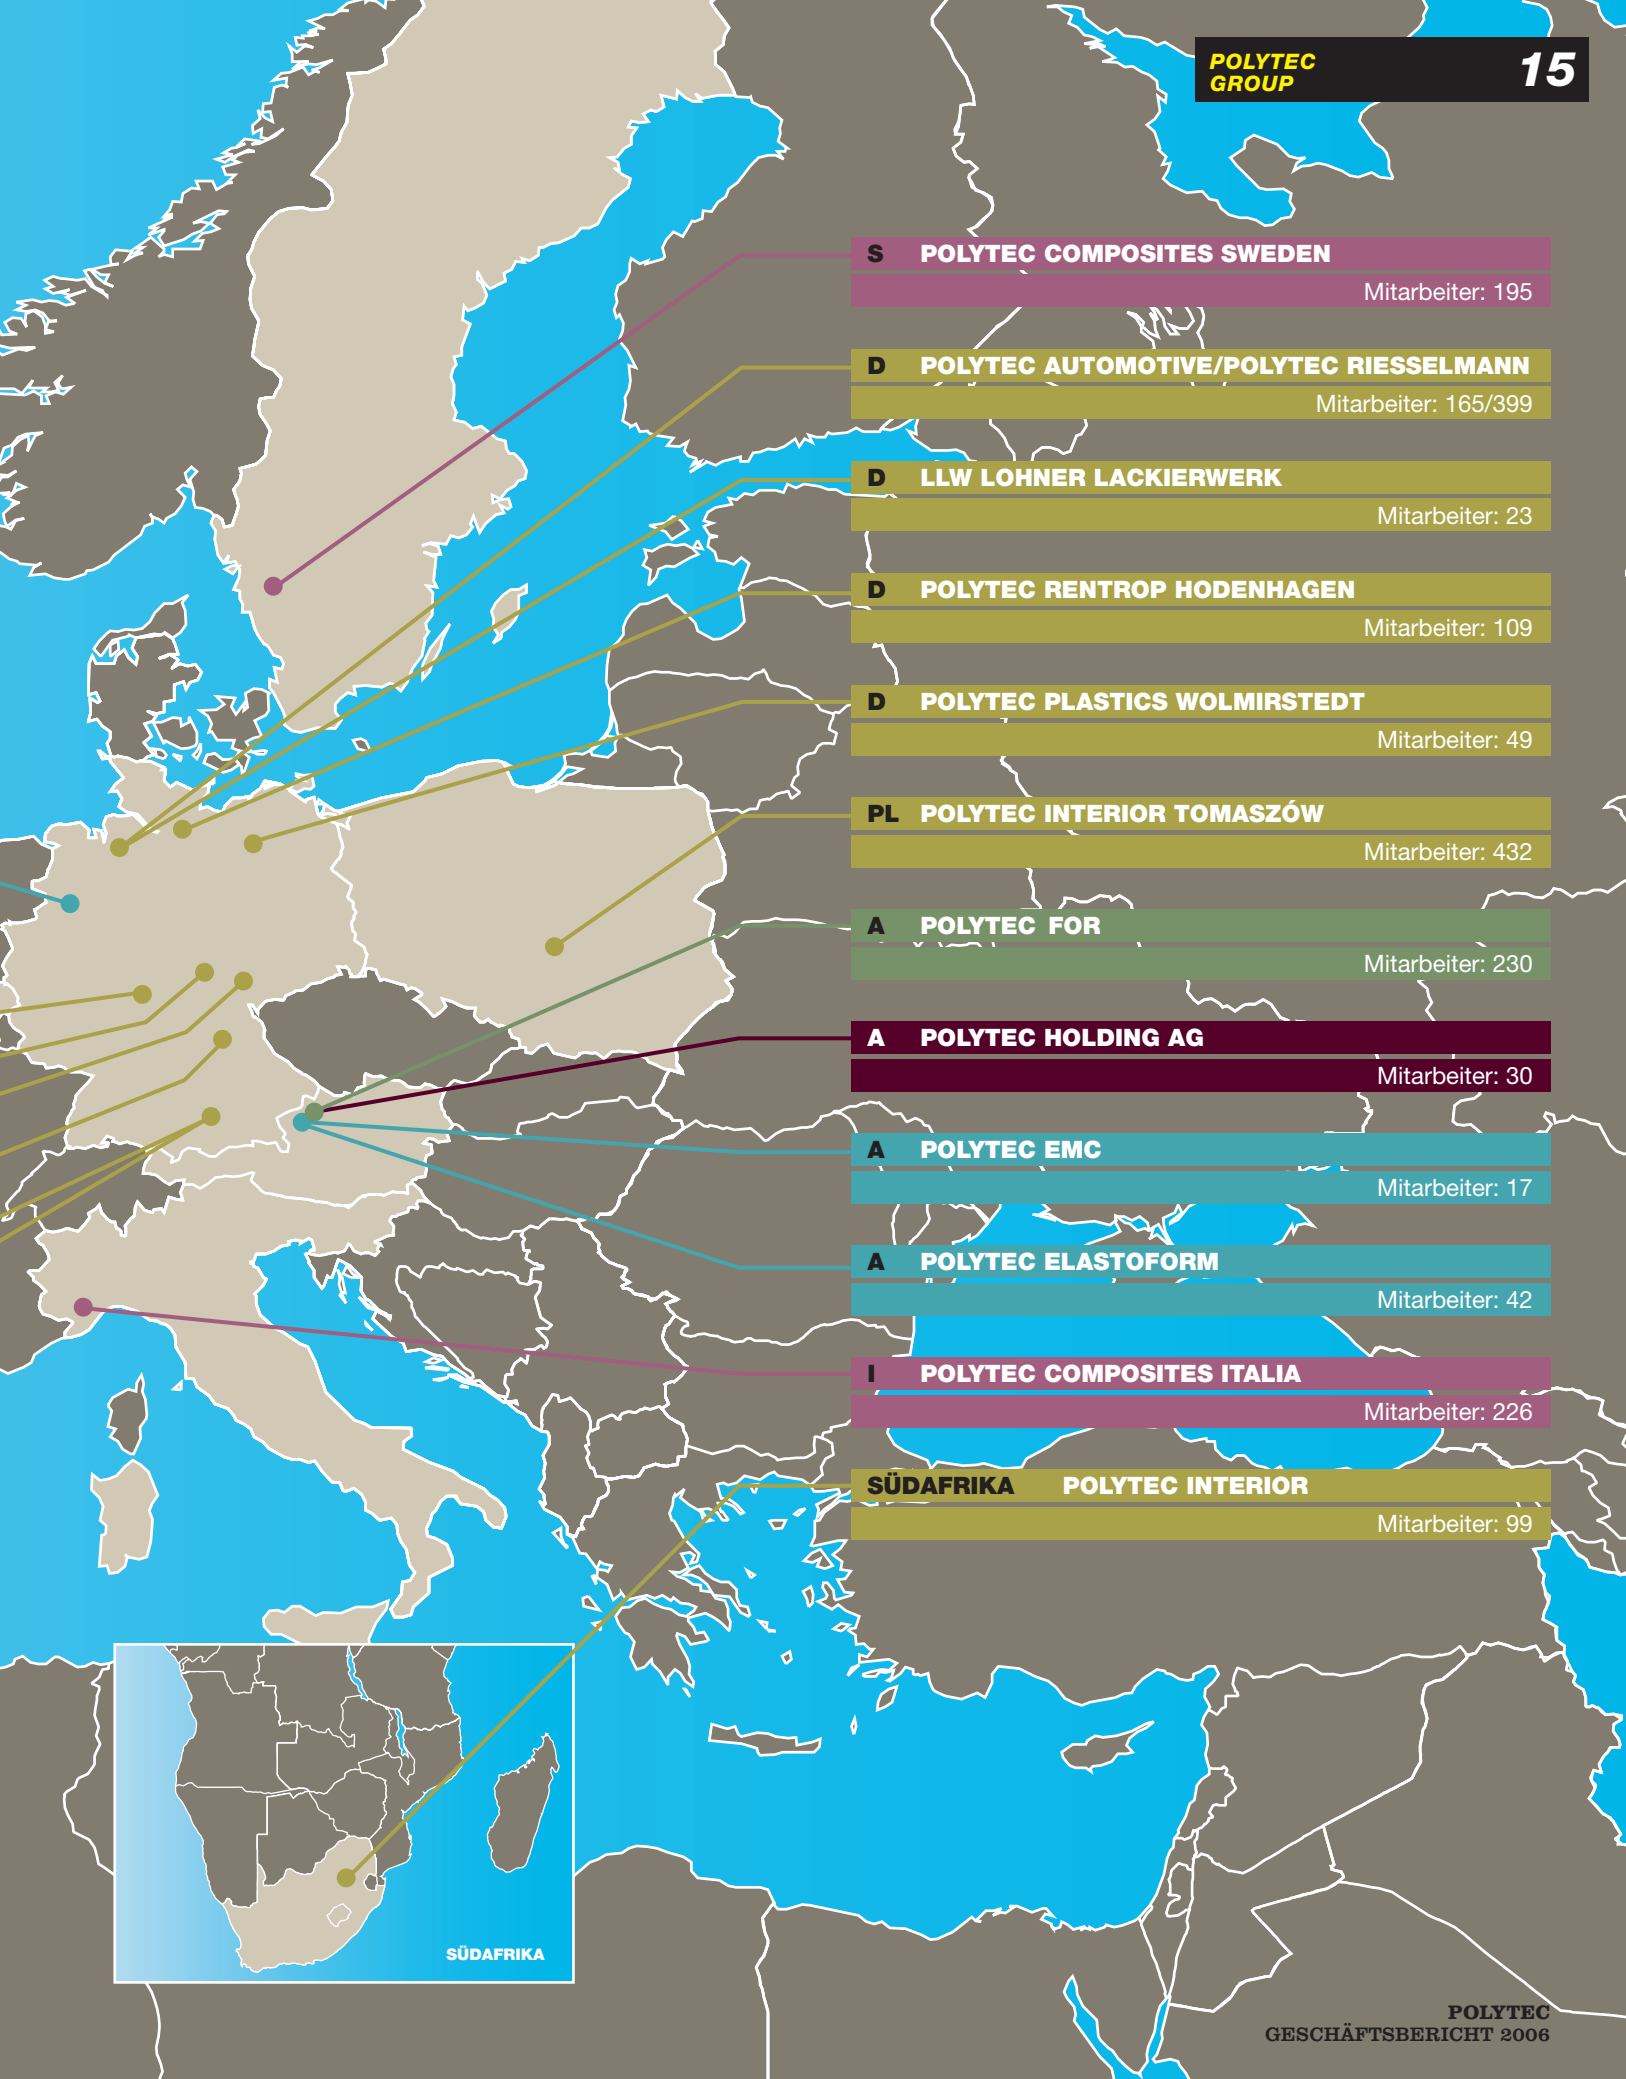 POLYTEC
GROUP
15
S POLYTEC COMPOSITES SWEDEN
Mitarbeiter: 195
D POLYTEC AUTOMOTIVE/POLYTEC RIESSELMANN
Mitarbeiter: 165/399
D LLW LOHNER LACKIERWERK
Mitarbeiter: 23
D POLYTEC RENTROP HODENHAGEN
Mitarbeiter: 109
D POLYTEC PLASTICS WOLMIRSTEDT
Mitarbeiter: 49
PL POLYTEC INTERIOR TOMASZÓW
Mitarbeiter: 432
A POLYTEC FOR
Mitarbeiter: 230
A POLYTEC HOLDING AG
Mitarbeiter: 30
A POLYTEC EMC
Mitarbeiter: 17
A POLYTEC ELASTOFORM
Mitarbeiter: 42
I POLYTEC COMPOSITES ITALIA
Mitarbeiter: 226
SÜDAFRIKA POLYTEC INTERIOR
Mitarbeiter: 99
SÜDAFRIKA
POLYTEC
GESCHÄFTSBERICHT 2006